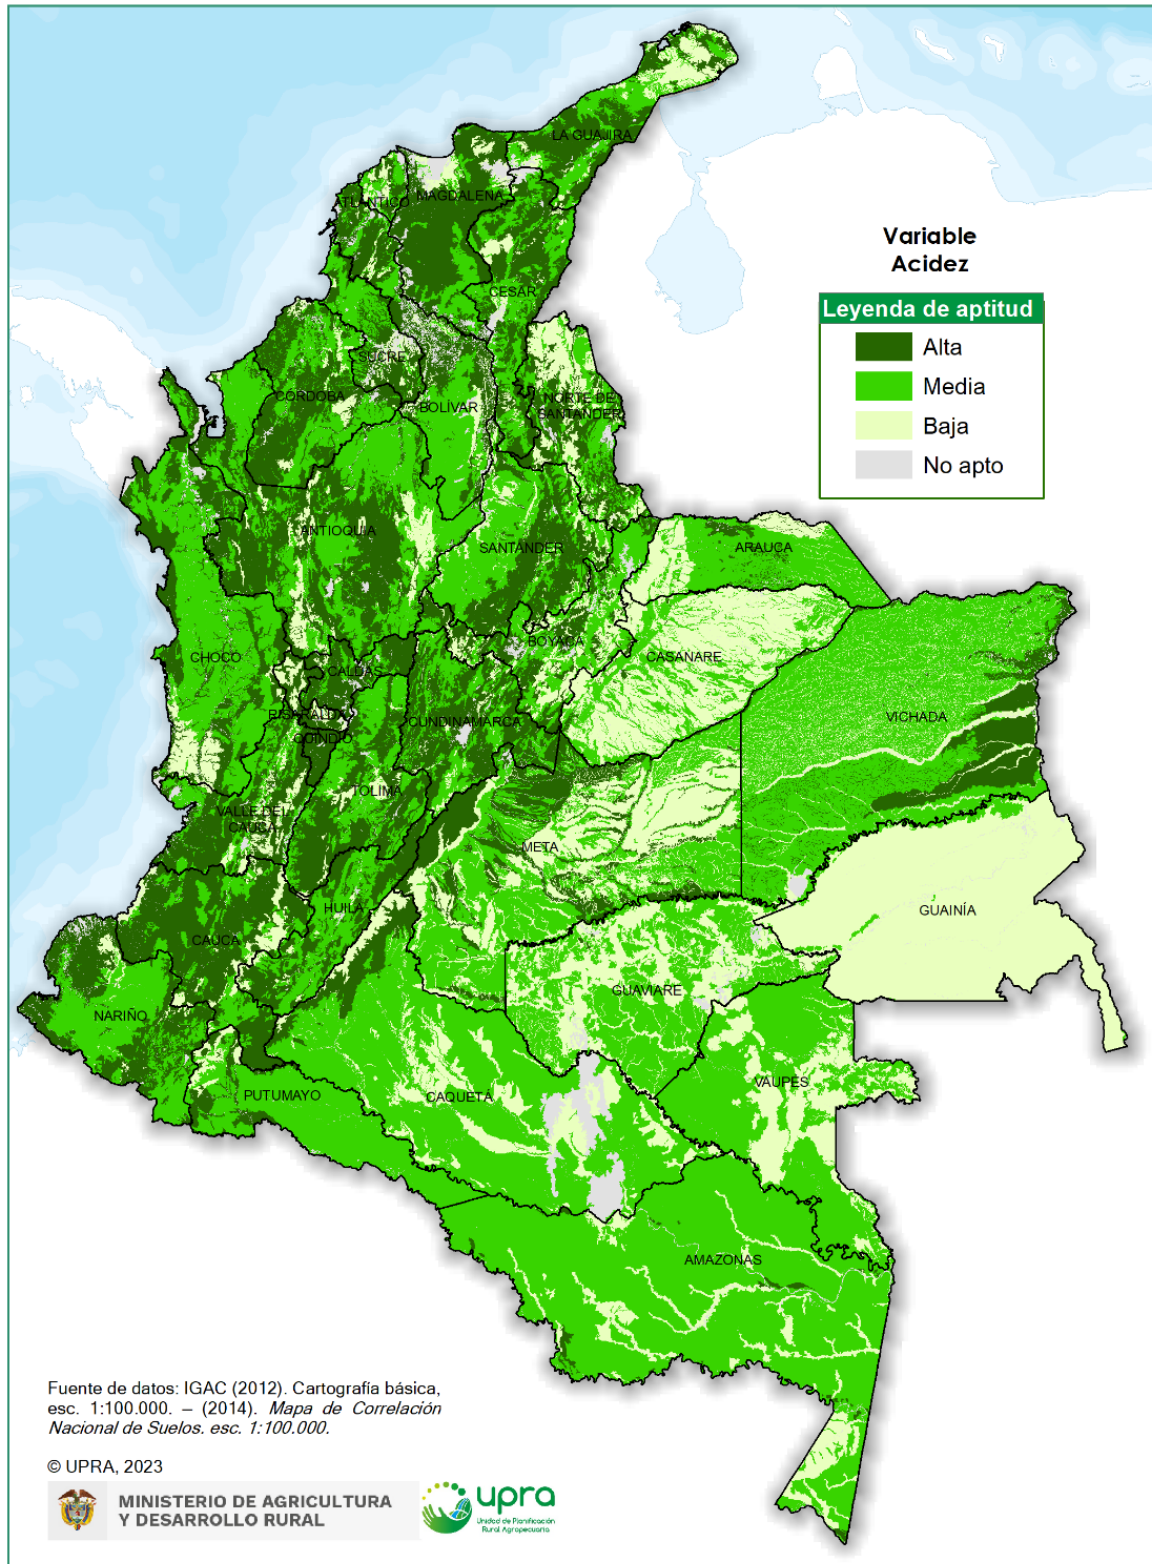 LA GUAJIRA
ATLÁNTICO
MAGDALENA
Variable
Acidez
CESAR
Leyenda de aptitud
Alta
Media
Baja
No apto
SUCRE
CÓRDOBA
BOLÍVAR
NORTE DE
SANTANDER
ANTIOQUIA
SANTANDER
ARAUCA
BOYACÁ
CHOCÓ
CASANARE
CALDAS
RISARALDA
CUNDINAMARCA
VICHADA
QUINDÍO
TOLIMA
VALLE DEL
CAUCA
META
HUILA
GUAINÍA
CAUCA
GUAVIARE
NARIÑO
VAUPÉS
PUTUMAYO
CAQUETÁ
AMAZONAS
Fuente de datos: IGAC (2012). Cartografía básica,
esc. 1:100.000. – (2014). Mapa de Correlación
Nacional de Suelos. esc. 1:100.000.
© UPRA, 2023
MINISTERIO DE AGRICULTURA
Y DESARROLLO RURAL
upra
Unidad de Planificación
Rural Agropecuaria